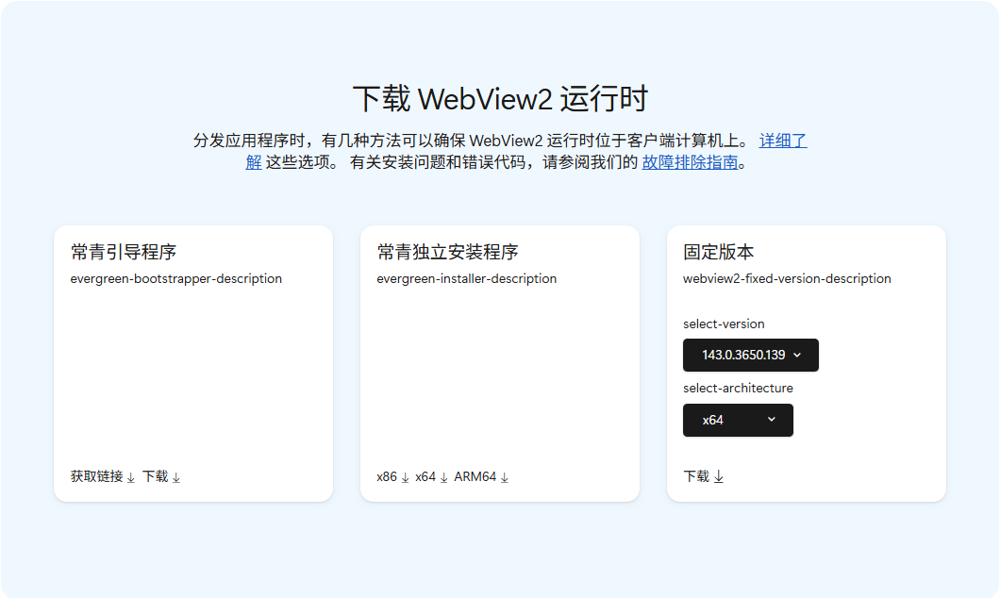 下载 WebView2 运行时
分发应用程序时，有几种方法可以确保 WebView2 运行时位于客户端计算机上。 详细了
解 这些选项。 有关安装问题和错误代码，请参阅我们的 故障排除指南。
常青引导程序
evergreen-bootstrapper-description
获取链接 ↓ 下载 ↓
常青独立安装程序
evergreen-installer-description
x86 ↓ x64 ↓ ARM64 ↓
固定版本
webview2-fixed-version-description
select-version
143.0.3650.139
select-architecture
x64
下载 ↓